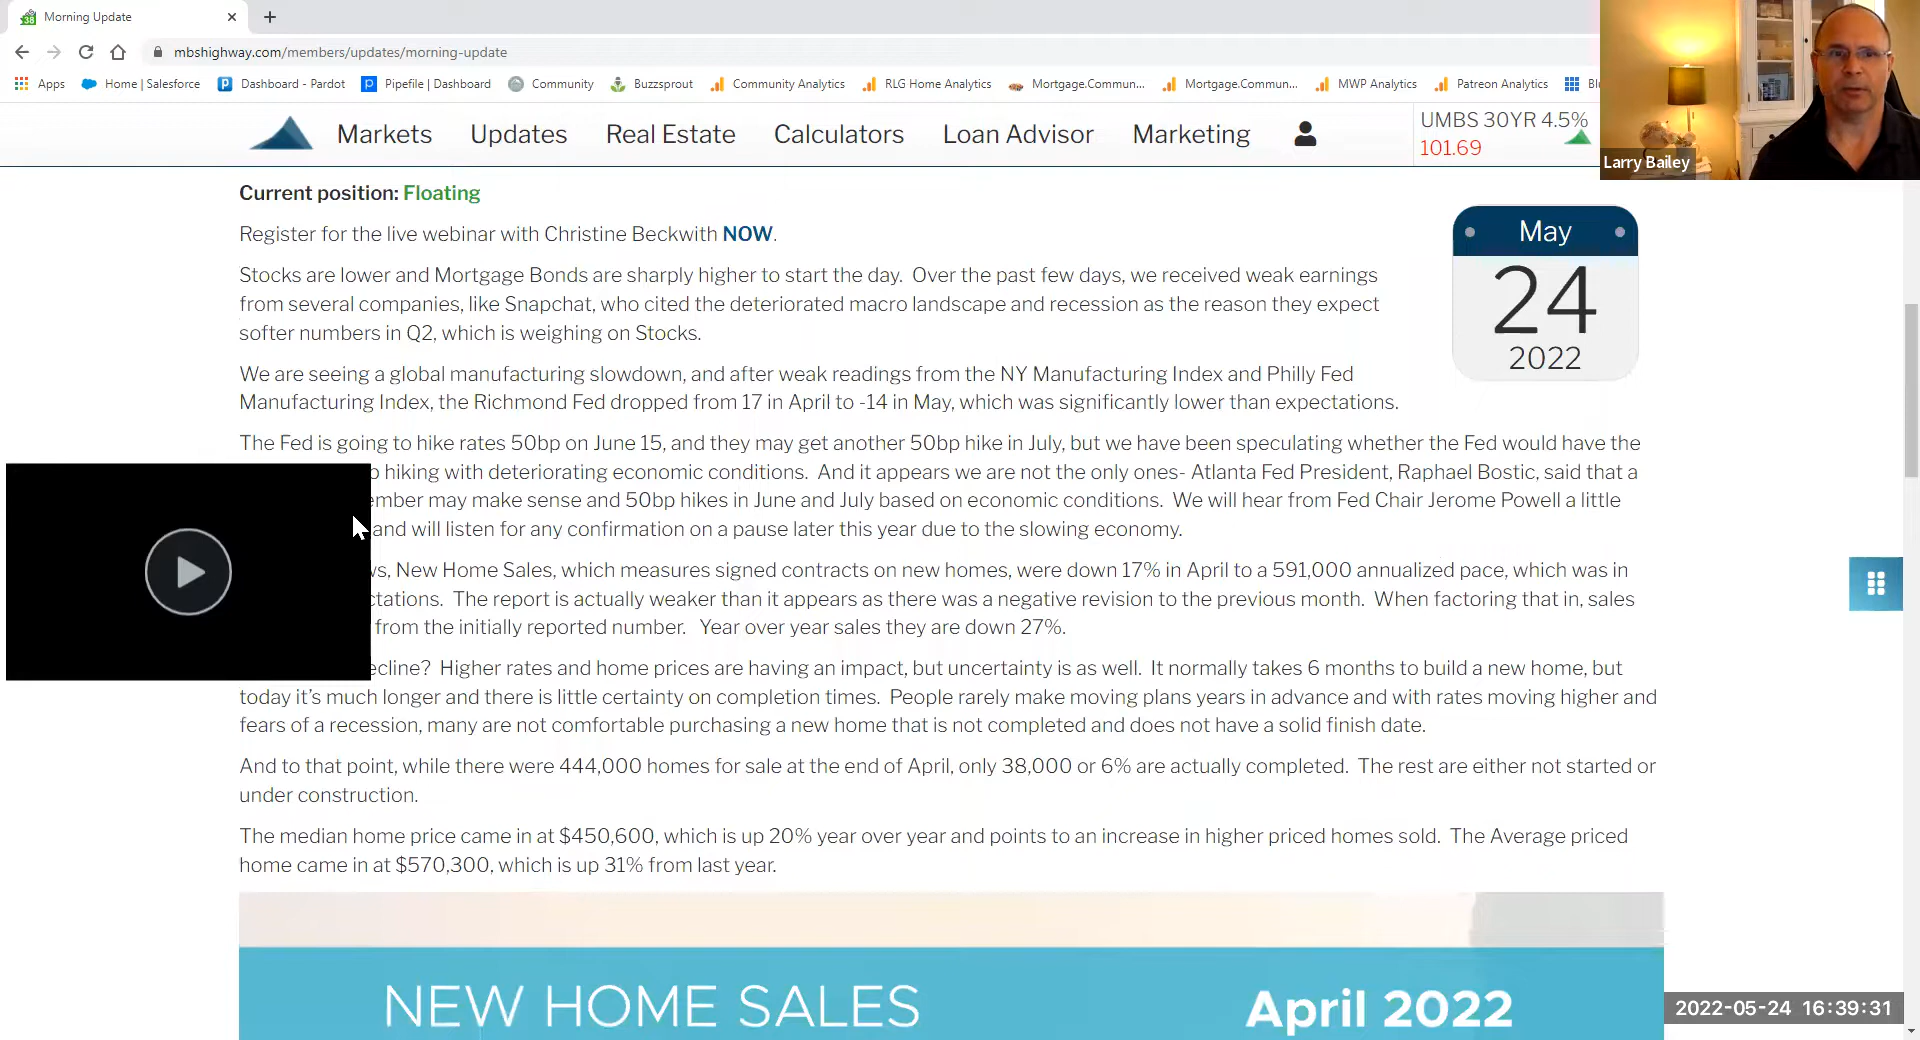 38
Morning Update
mbshighway.com/members/updates/morning-update
Apps Home | Salesforce Dashboard - Pardot Pipefile | Dashboard Community Buzzsprout Community Analytics RLG Home Analytics Mortgage.Commun... Mortgage.Commun... MWP Analytics Patreon Analytics
Markets Updates Real Estate Calculators Loan Advisor Marketing
UMBS 30YR 4.5%
101.69
Larry Bailey
Current position: Floating
Register for the live webinar with Christine Beckwith NOW.
Stocks are lower and Mortgage Bonds are sharply higher to start the day. Over the past few days, we received weak earnings
from several companies, like Snapchat, who cited the deteriorated macro landscape and recession as the reason they expect
softer numbers in Q2, which is weighing on Stocks.
May
24
2022
We are seeing a global manufacturing slowdown, and after weak readings from the NY Manufacturing Index and Philly Fed
Manufacturing Index, the Richmond Fed dropped from 17 in April to -14 in May, which was significantly lower than expectations.
The Fed is going to hike rates 50bp on June 15, and they may get another 50bp hike in July, but we have been speculating whether the Fed would have the
hiking with deteriorating economic conditions. And it appears we are not the only ones- Atlanta Fed President, Raphael Bostic, said that a
ember may make sense and 50bp hikes in June and July based on economic conditions. We will hear from Fed Chair Jerome Powell a little
and will listen for any confirmation on a pause later this year due to the slowing economy.
s, New Home Sales, which measures signed contracts on new homes, were down 17% in April to a 591,000 annualized pace, which was in
tations. The report is actually weaker than it appears as there was a negative revision to the previous month. When factoring that in, sales
from the initially reported number. Year over year sales they are down 27%.
ecline? Higher rates and home prices are having an impact, but uncertainty is as well. It normally takes 6 months to build a new home, but
today it's much longer and there is little certainty on completion times. People rarely make moving plans years in advance and with rates moving higher and
fears of a recession, many are not comfortable purchasing a new home that is not completed and does not have a solid finish date.
And to that point, while there were 444,000 homes for sale at the end of April, only 38,000 or 6% are actually completed. The rest are either not started or
under construction.
The median home price came in at $450,600, which is up 20% year over year and points to an increase in higher priced homes sold. The Average priced
home came in at $570,300, which is up 31% from last year.
NEW HOME SALES April 2022
2022-05-24 16:39:31